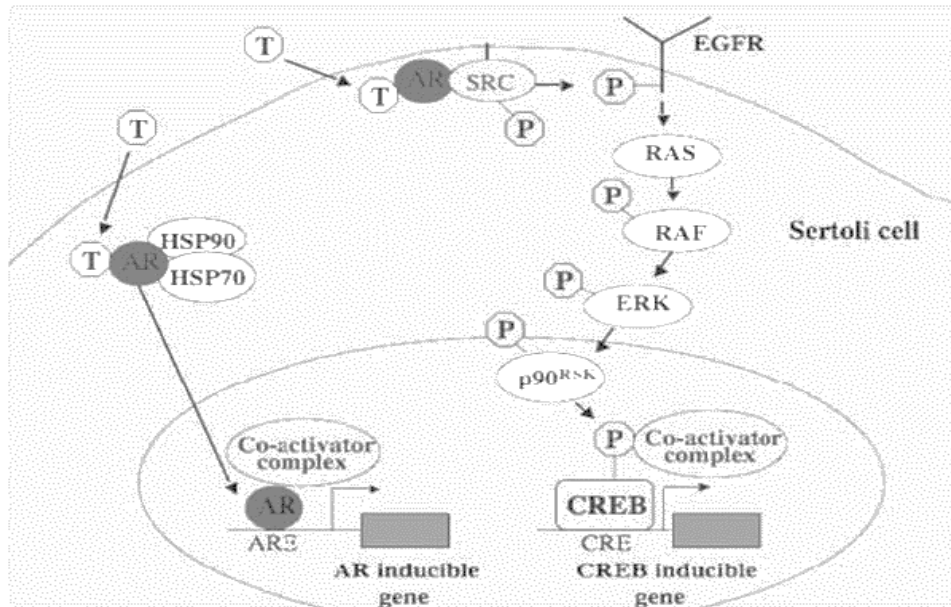 T
EGFR
T
AR
SRC
P
P
T
RAS
P
RAF
Sertoli cell
T
AR
HSP90
HSP70
P
ERK
P
p90RSK
Co-activator
complex
P
Co-activator
complex
AR
CREB
ARE
CRE
AR inducible
gene
CREB inducible
gene